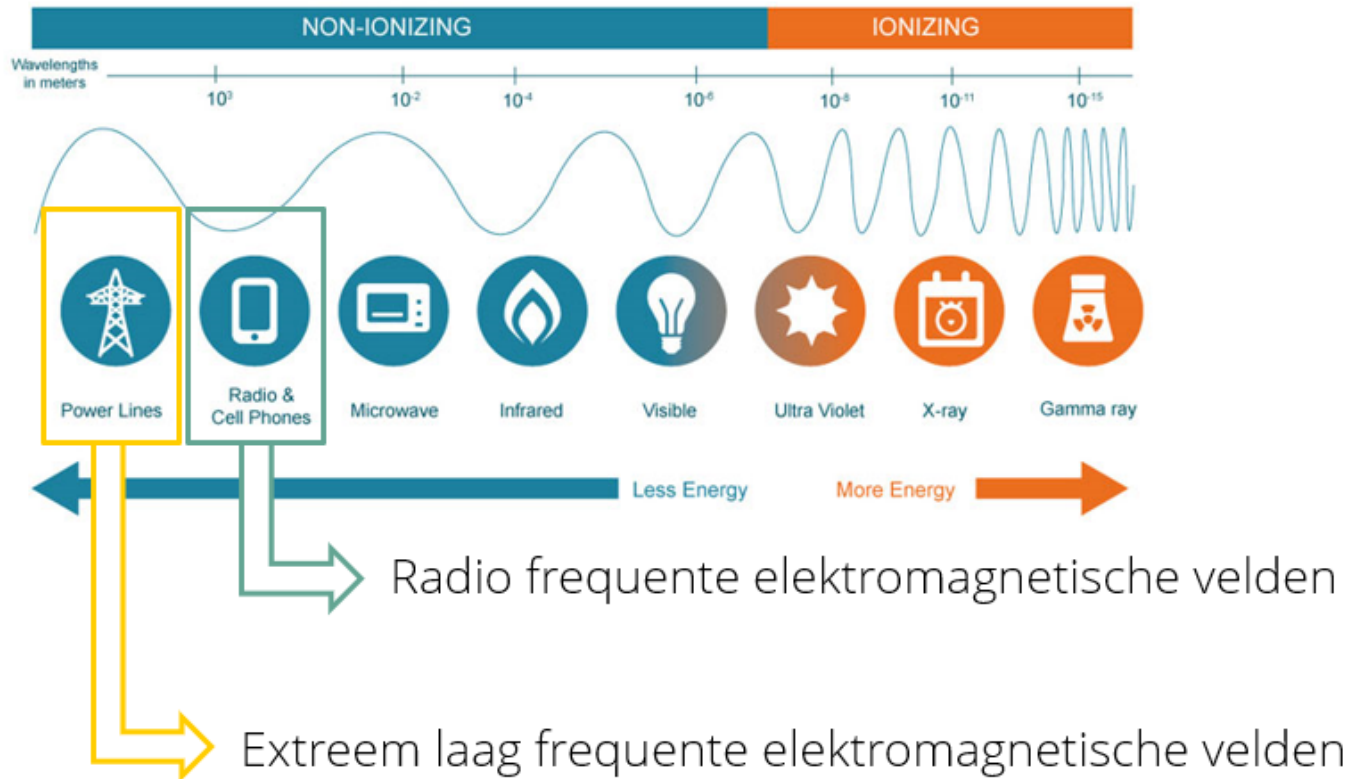 NON-IONIZING
IONIZING
Wavelengths
in meters
10³
10⁻²
10⁻⁴
10⁻⁶
10⁻⁸
10⁻¹¹
10⁻¹⁵
Power Lines
Radio &
Cell Phones
Microwave
Infrared
Visible
Ultra Violet
X-ray
Gamma ray
Less Energy
More Energy
Radio frequente elektromagnetische velden
Extreem laag frequente elektromagnetische velden